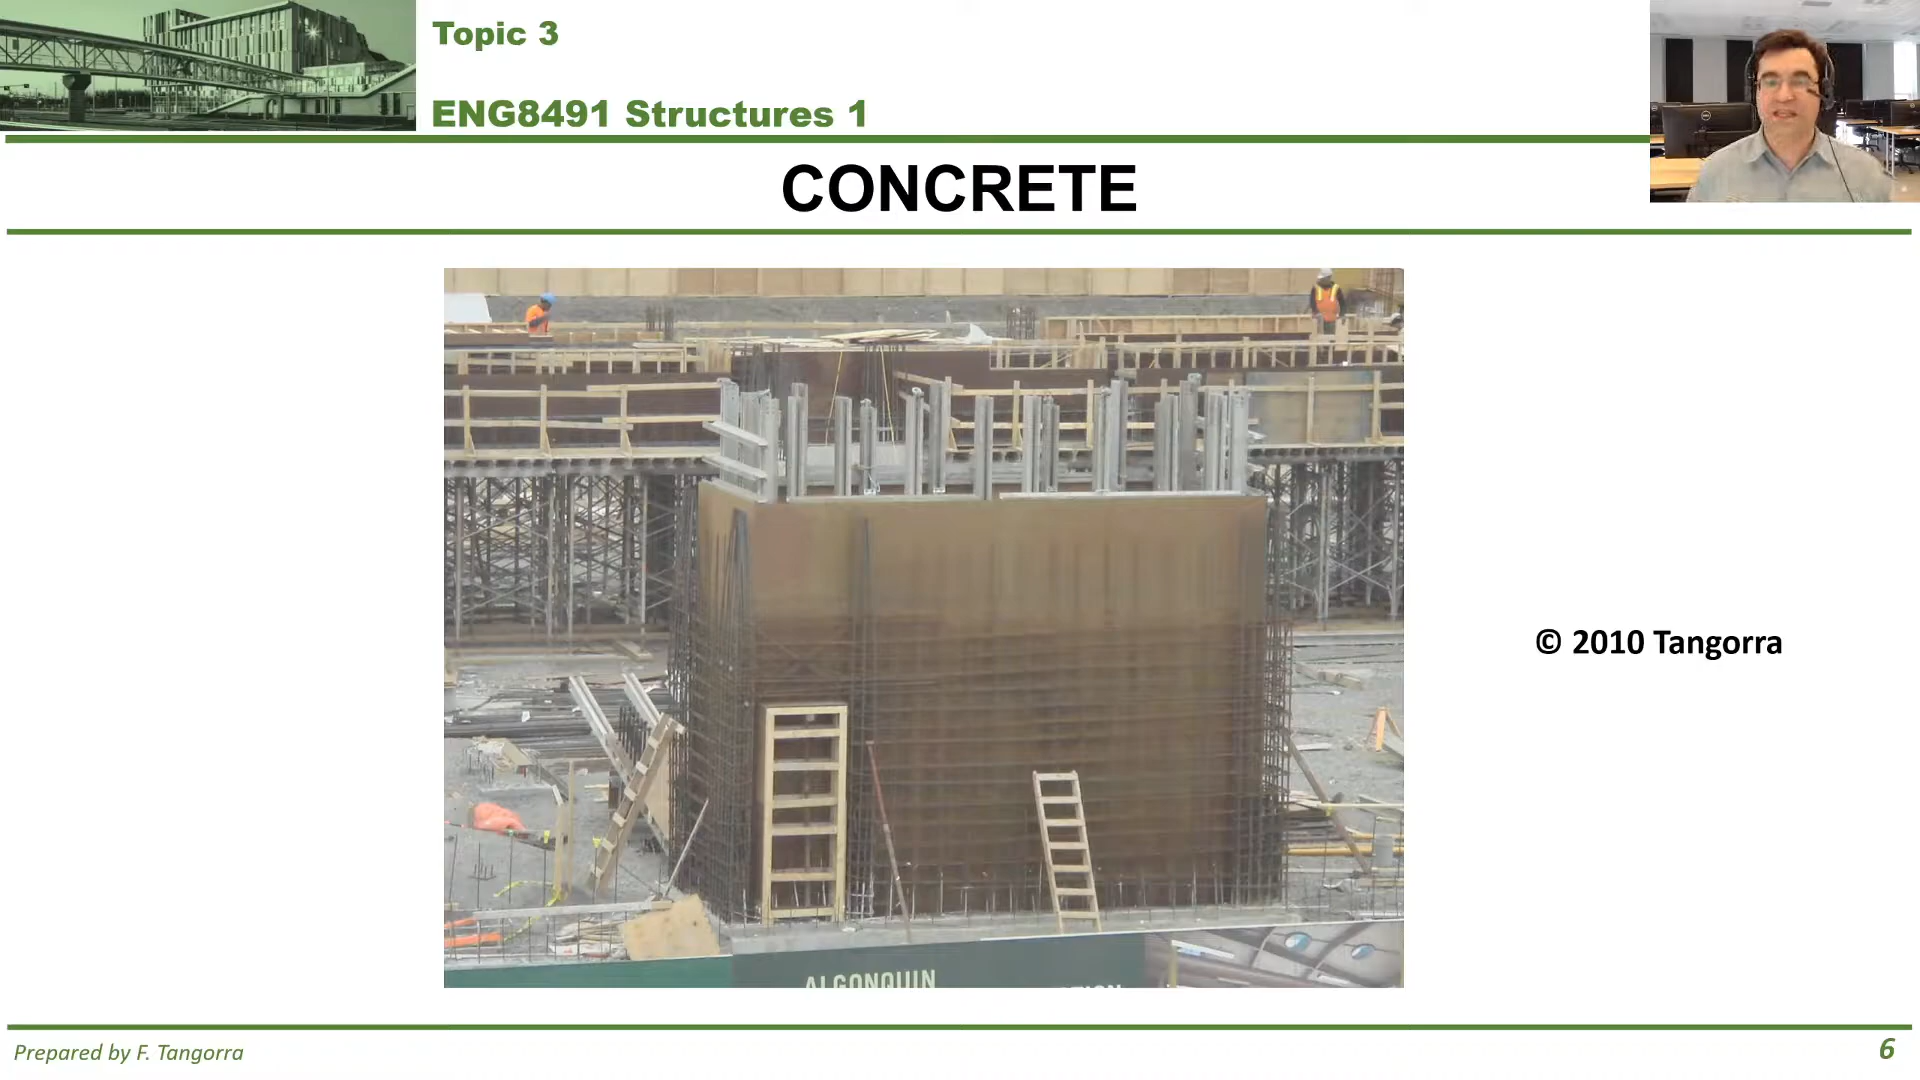 Topic 3
ENG8491 Structures 1
CONCRETE
© 2010 Tangorra
ALGONQUIN
Prepared by F. Tangorra
6